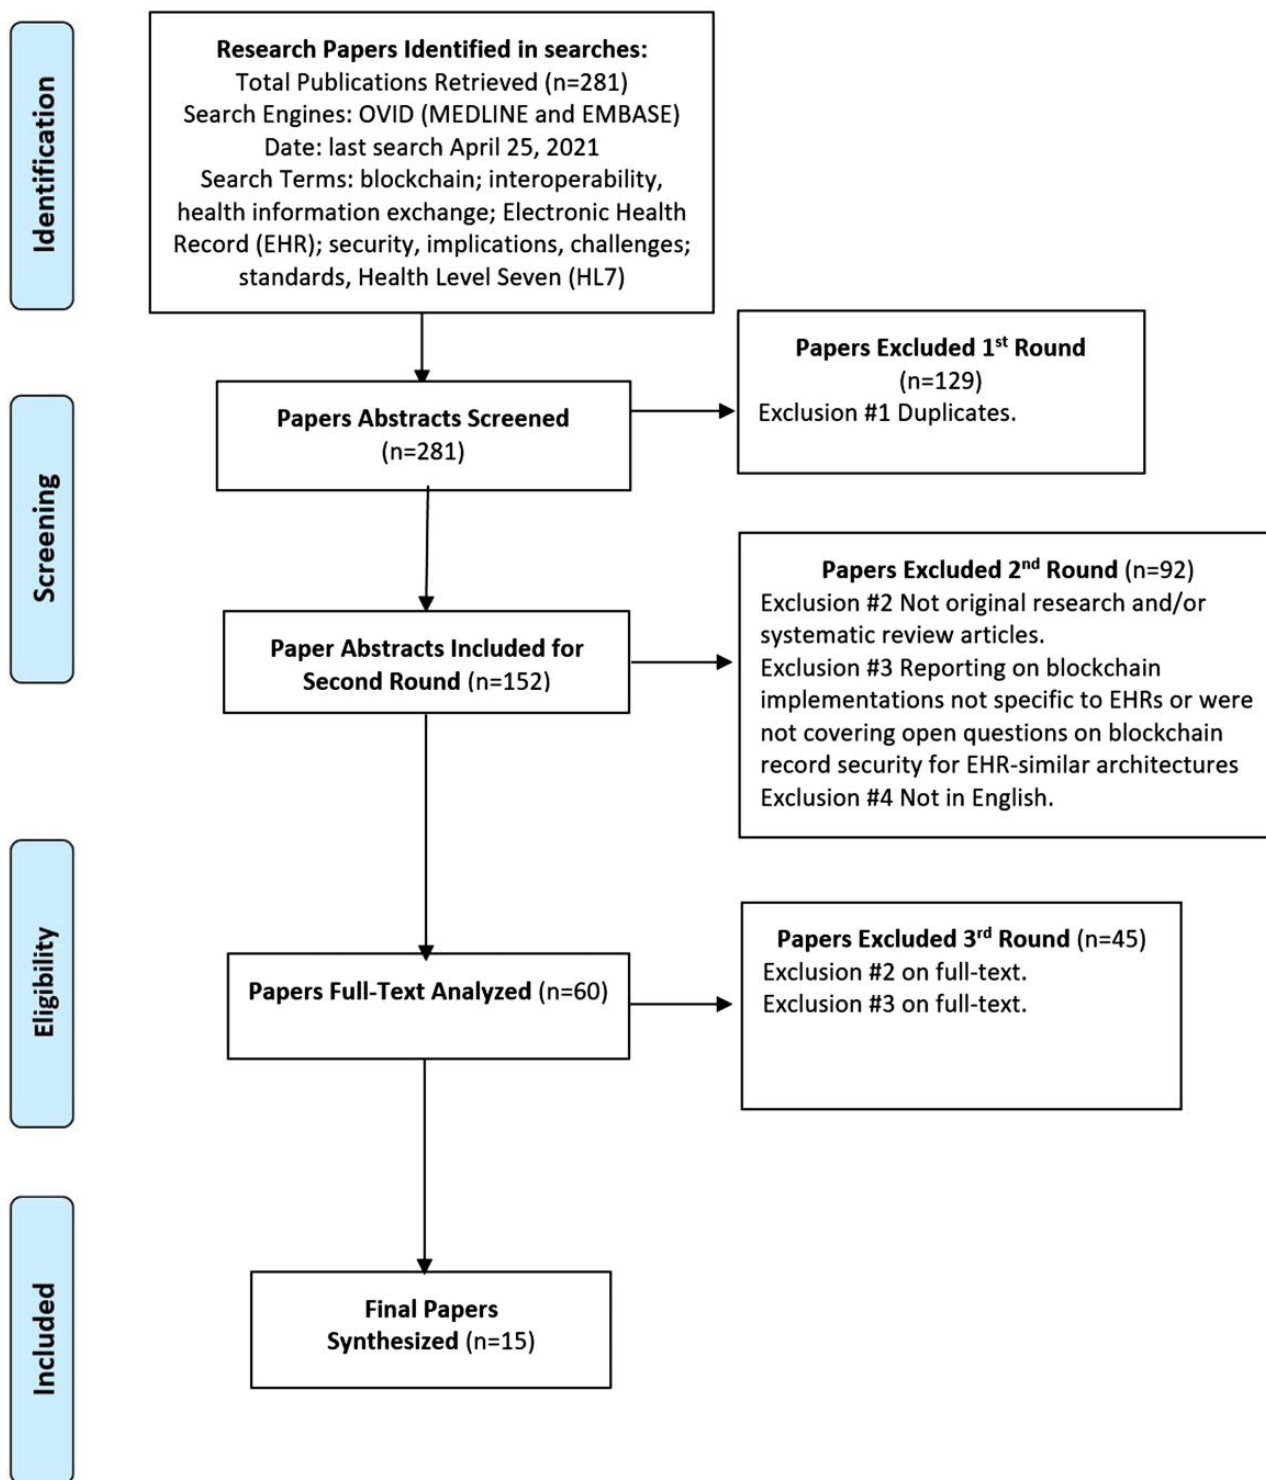 Identification
Research Papers Identified in searches:
Total Publications Retrieved (n=281)
Search Engines: OVID (MEDLINE and EMBASE)
Date: last search April 25, 2021
Search Terms: blockchain; interoperability,
health information exchange; Electronic Health
Record (EHR); security, implications, challenges;
standards, Health Level Seven (HL7)
Screening
Papers Abstracts Screened
(n=281)
Papers Excluded 1st Round
(n=129)
Exclusion #1 Duplicates.
Paper Abstracts Included for
Second Round (n=152)
Papers Excluded 2nd Round (n=92)
Exclusion #2 Not original research and/or
systematic review articles.
Exclusion #3 Reporting on blockchain
implementations not specific to EHRs or were
not covering open questions on blockchain
record security for EHR-similar architectures
Exclusion #4 Not in English.
Eligibility
Papers Full-Text Analyzed (n=60)
Papers Excluded 3rd Round (n=45)
Exclusion #2 on full-text.
Exclusion #3 on full-text.
Included
Final Papers
Synthesized (n=15)